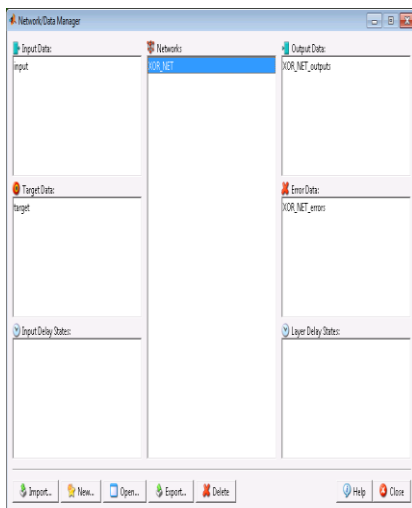 Network/Data Manager
Input Data:
input
Networks
XOR_NET
Output Data:
XOR_NET_outputs
Target Data:
target
Error Data:
XOR_NET_errors
Input Delay States:
Layer Delay States:
Import...
New...
Open...
Export...
Delete
Help
Close